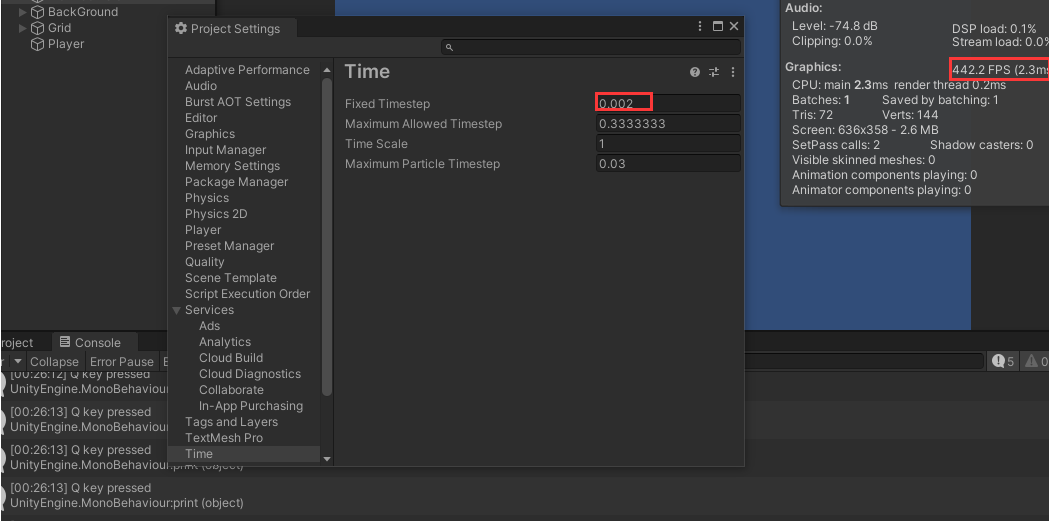 BackGround
Grid
Player
Project Settings
Adaptive Performance
Audio
Burst AOT Settings
Editor
Graphics
Input Manager
Memory Settings
Package Manager
Physics
Physics 2D
Player
Preset Manager
Quality
Scene Template
Script Execution Order
Services
Ads
Analytics
Cloud Build
Cloud Diagnostics
Collaborate
In-App Purchasing
Tags and Layers
TextMesh Pro
Time
Time
Fixed Timestep 0.002
Maximum Allowed Timestep 0.3333333
Time Scale 1
Maximum Particle Timestep 0.03
Audio:
Level: -74.8 dB DSP load: 0.1%
Clipping: 0.0% Stream load: 0.0%
Graphics: 442.2 FPS (2.3ms
CPU: main 2.3ms render thread 0.2ms
Batches: 1 Saved by batching: 1
Tris: 72 Verts: 144
Screen: 636x358 - 2.6 MB
SetPass calls: 2 Shadow casters: 0
Visible skinned meshes: 0
Animation components playing: 0
Animator components playing: 0
roject Console
r Collapse Error Pause E 5 0
[00:26:12] Q key pressed
UnityEngine.MonoBehaviour
[00:26:13] Q key pressed
UnityEngine.MonoBehaviour
[00:26:13] Q key pressed
UnityEngine.MonoBehaviour:print (object)
[00:26:13] Q key pressed
UnityEngine.MonoBehaviour:print (object)